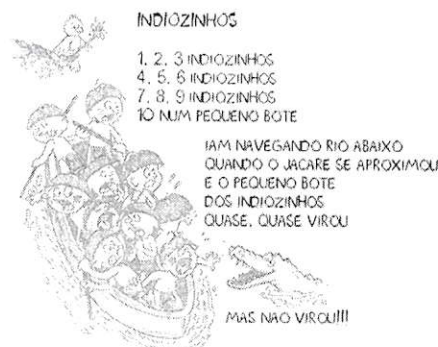 INDIOZINHOS
1, 2, 3 INDIOZINHOS
4, 5, 6 INDIOZINHOS
7, 8, 9 INDIOZINHOS
10 NUM PEQUENO BOTE
IAM NAVEGANDO RIO ABAIXO
QUANDO O JACARE SE APROXIMOU
E O PEQUENO BOTE
DOS INDIOZINHOS
QUASE, QUASE VIROU
MAS NAO VIROU!!!